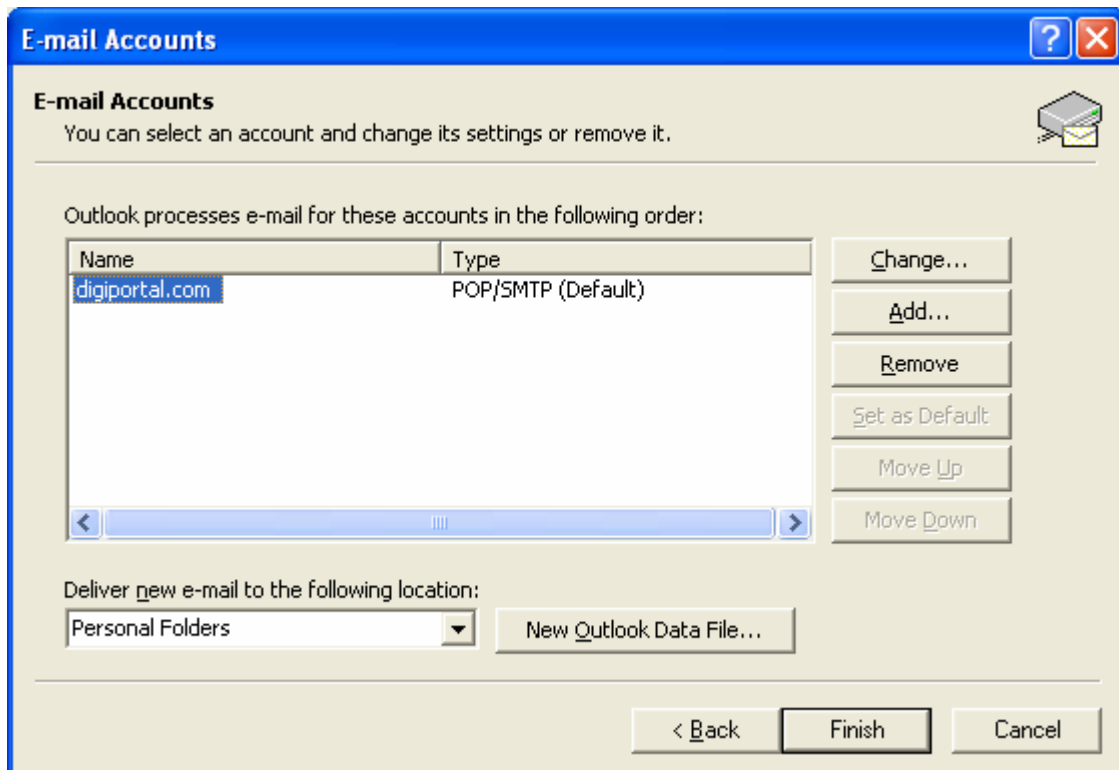 E-mail Accounts
E-mail Accounts
You can select an account and change its settings or remove it.
Outlook processes e-mail for these accounts in the following order:
Name Type
digiportal.com POP/SMTP (Default)
Change...
Add...
Remove
Set as Default
Move Up
Move Down
Deliver new e-mail to the following location:
Personal Folders New Outlook Data File...
< Back Finish Cancel